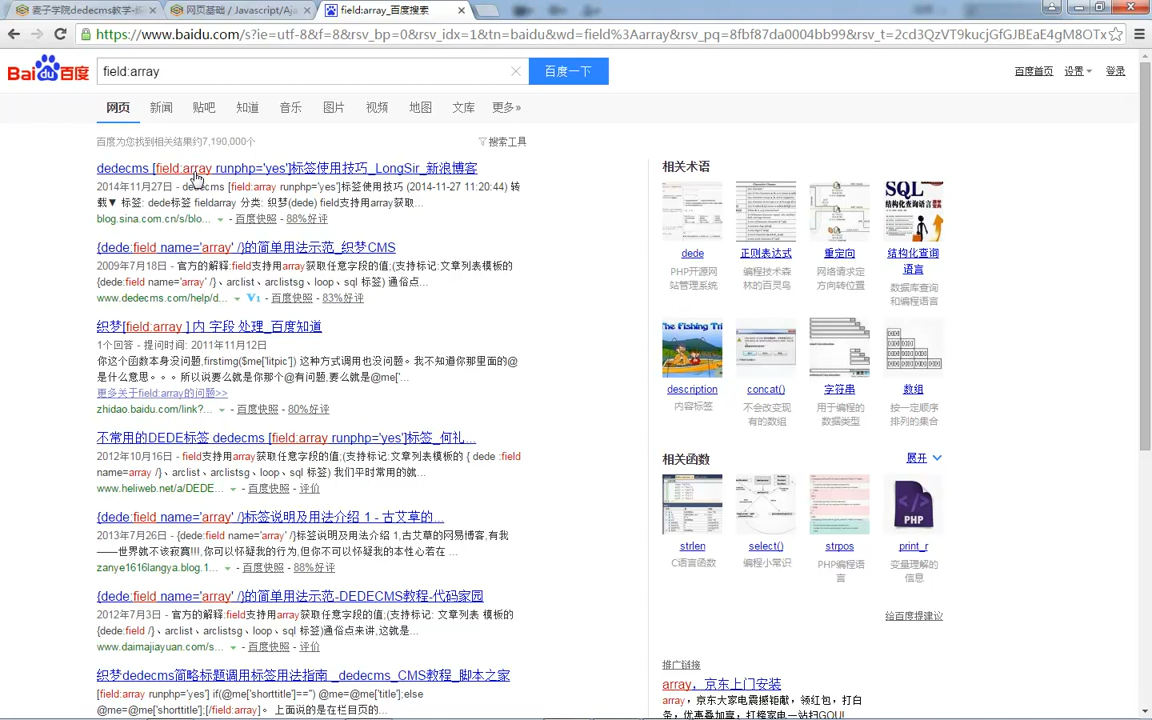 麦子学院dedecms教学-
网页基础 / Javascript/Aja
field:array_百度搜索
https://www.baidu.com/s?ie=utf-8&f=8&rsv_bp=0&rsv_idx=1&tn=baidu&wd=field%3Aarray&rsv_pq=8fbf87da0004bb99&rsv_t=2cd3QzVT9kucjGfGJBEaE4gM8OTx
Bai du 百度
field:array
百度一下
百度首页 设置 登录
网页 新闻 贴吧 知道 音乐 图片 视频 地图 文库 更多»
百度为您找到相关结果约7,190,000个
搜索工具
dedecms [field:array runphp='yes']标签使用技巧_LongSir_新浪博客
2014年11月27日 - dedecms [field:array runphp='yes']标签使用技巧 (2014-11-27 11:20:44) 转
载▼ 标签: dede标签 fieldarray 分类: 织梦(dede) field支持用array获取...
blog.sina.com.cn/s/blo... - 百度快照 - 88%好评
{dede:field name='array' /}的简单用法示范_织梦CMS
2009年7月18日 - 官方的解释:field支持用array获取任意字段的值;(支持标记:文章列表模板的
{dede:field name='array' /}、arclist、arclistsg、loop、sql 标签) 通俗点...
www.dedecms.com/help/d... V1 - 百度快照 - 83%好评
织梦[field:array ] 内 字段 处理_百度知道
1个回答 - 提问时间: 2011年11月12日
你这个函数本身没问题,firstimg($me['litpic']) 这种方式调用也没问题。我不知道你那里面的@
是什么意思。。。所以说要么就是你那个@有问题,要么就是@me['...
更多关于field:array的问题>>
zhidao.baidu.com/link?... - 百度快照 - 80%好评
不常用的DEDE标签 dedecms [field:array runphp='yes']标签_何礼...
2012年10月16日 - field支持用array获取任意字段的值;(支持标记:文章列表模板的 { dede :field
name=array /}、arclist、arclistsg、loop、sql 标签) 我们平时常用的就...
www.heliweb.net/a/DEDE... - 百度快照 - 评价
{dede:field name='array' /}标签说明及用法介绍 1 - 古艾草的...
2013年7月26日 - {dede:field name='array' /}标签说明及用法介绍 1,古艾草的网易博客,有我
——世界就不该寂寞!!!,你可以怀疑我的行为,但你不可以怀疑我的本性心若在 ...
zanye1616langya.blog.1... - 百度快照 - 88%好评
{dede:field name='array' /}的简单用法示范-DEDECMS教程-代码家园
2012年7月3日 - 官方的解释:field支持用array获取任意字段的值;(支持标记: 文章列表 模板的
{dede:field /}、arclist、arclistsg、loop、sql 标签)通俗点来讲,这就是...
www.daimajiayuan.com/s... - 百度快照 - 评价
织梦dedecms简略标题调用标签用法指南 _dedecms_CMS教程_脚本之家
[field:array runphp='yes'] if(@me['shorttitle']=='') @me=@me['title'];else
@me=@me['shorttitle'];[/field:array]。 上面说的是在栏目页的...
相关术语
SQL
结构化查询语言
dede 正则表达式 重定向 结构化查询
语言
PHP开源网
站管理系统
编程技术森
林的百灵鸟
网络请求定
方向转位置
数据库查询
和编程语言
description concat() 字符串 数组
内容标签
不会改变现
有的数组
用于编程的
数据类型
按一定顺序
排列的集合
相关函数
展开
PHP
strlen select() strpos print_r
C语言函数
编程小常识
PHP编程语
言
变量理解的
信息
给百度提建议
推广链接
array，京东上门安装
array，京东大家电震撼钜献，领红包，打白
条，优惠叠加享，打榜家电一站扫GOU!